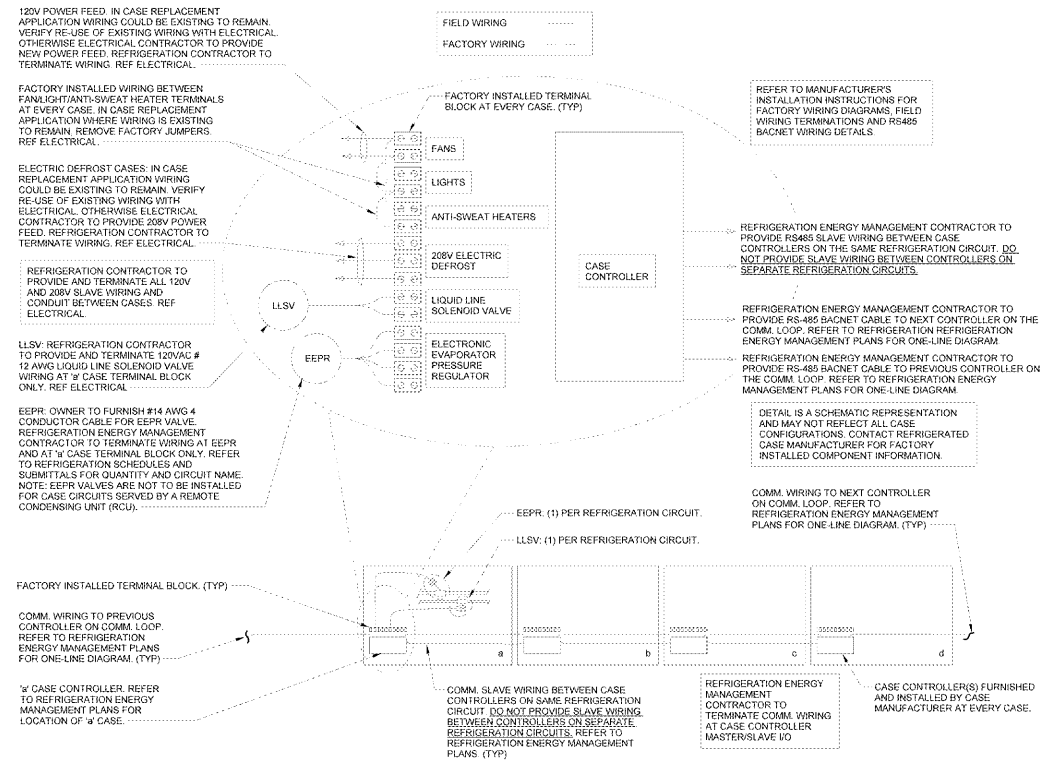 120V POWER FEED. IN CASE REPLACEMENT
APPLICATION WIRING COULD BE EXISTING TO REMAIN.
VERIFY RE-USE OF EXISTING WIRING WITH ELECTRICAL.
OTHERWISE ELECTRICAL CONTRACTOR TO PROVIDE
NEW POWER FEED. REFRIGERATION CONTRACTOR TO
TERMINATE WIRING. REF ELECTRICAL.
FIELD WIRING
FACTORY WIRING
FACTORY INSTALLED WIRING BETWEEN
FAN/LIGHT/ANTI-SWEAT HEATER TERMINALS
AT EVERY CASE. IN CASE REPLACEMENT
APPLICATION WHERE WIRING IS EXISTING
TO REMAIN, REMOVE FACTORY JUMPERS.
REF ELECTRICAL.
FACTORY INSTALLED TERMINAL
BLOCK AT EVERY CASE. (TYP)
REFER TO MANUFACTURER'S
INSTALLATION INSTRUCTIONS FOR
FACTORY WIRING DIAGRAMS, FIELD
WIRING TERMINATIONS AND RS485
BACNET WIRING DETAILS.
FANS
LIGHTS
ANTI-SWEAT HEATERS
208V ELECTRIC
DEFROST
LIQUID LINE
SOLENOID VALVE
ELECTRONIC
EVAPORATOR
PRESSURE
REGULATOR
CASE
CONTROLLER
ELECTRIC DEFROST CASES: IN CASE
REPLACEMENT APPLICATION WIRING
COULD BE EXISTING TO REMAIN. VERIFY
RE-USE OF EXISTING WIRING WITH
ELECTRICAL. OTHERWISE ELECTRICAL
CONTRACTOR TO PROVIDE 208V POWER
FEED. REFRIGERATION CONTRACTOR TO
TERMINATE WIRING. REF ELECTRICAL.
REFRIGERATION CONTRACTOR TO
PROVIDE AND TERMINATE ALL 120V
AND 208V SLAVE WIRING AND
CONDUIT BETWEEN CASES. REF
ELECTRICAL.
LLSV
EEPR
LLSV: REFRIGERATION CONTRACTOR
TO PROVIDE AND TERMINATE 120VAC #
12 AWG LIQUID LINE SOLENOID VALVE
WIRING AT 'a' CASE TERMINAL BLOCK
ONLY. REF ELECTRICAL
EEPR: OWNER TO FURNISH #14 AWG 4
CONDUCTOR CABLE FOR EEPR VALVE.
REFRIGERATION ENERGY MANAGEMENT
CONTRACTOR TO TERMINATE WIRING AT EEPR
AND AT 'a' CASE TERMINAL BLOCK ONLY. REFER
TO REFRIGERATION SCHEDULES AND
SUBMITTALS FOR QUANTITY AND CIRCUIT NAME.
NOTE: EEPR VALVES ARE NOT TO BE INSTALLED
FOR CASE CIRCUITS SERVED BY A REMOTE
CONDENSING UNIT (RCU).
REFRIGERATION ENERGY MANAGEMENT CONTRACTOR TO
PROVIDE RS485 SLAVE WIRING BETWEEN CASE
CONTROLLERS ON THE SAME REFRIGERATION CIRCUIT. DO
NOT PROVIDE SLAVE WIRING BETWEEN CONTROLLERS ON
SEPARATE REFRIGERATION CIRCUITS.
REFRIGERATION ENERGY MANAGEMENT CONTRACTOR TO
PROVIDE RS-485 BACNET CABLE TO NEXT CONTROLLER ON THE
COMM. LOOP. REFER TO REFRIGERATION REFRIGERATION
ENERGY MANAGEMENT PLANS FOR ONE-LINE DIAGRAM.
REFRIGERATION ENERGY MANAGEMENT CONTRACTOR TO
PROVIDE RS-485 BACNET CABLE TO PREVIOUS CONTROLLER ON
THE COMM. LOOP. REFER TO REFRIGERATION ENERGY
MANAGEMENT PLANS FOR ONE-LINE DIAGRAM.
DETAIL IS A SCHEMATIC REPRESENTATION
AND MAY NOT REFLECT ALL CASE
CONFIGURATIONS. CONTACT REFRIGERATED
CASE MANUFACTURER FOR FACTORY
INSTALLED COMPONENT INFORMATION.
COMM. WIRING TO NEXT CONTROLLER
ON COMM. LOOP. REFER TO
REFRIGERATION ENERGY MANAGEMENT
PLANS FOR ONE-LINE DIAGRAM. (TYP)
EEPR: (1) PER REFRIGERATION CIRCUIT.
LLSV: (1) PER REFRIGERATION CIRCUIT.
FACTORY INSTALLED TERMINAL BLOCK. (TYP)
COMM. WIRING TO PREVIOUS
CONTROLLER ON COMM. LOOP.
REFER TO REFRIGERATION
ENERGY MANAGEMENT PLANS
FOR ONE-LINE DIAGRAM. (TYP)
a
b
c
d
'a' CASE CONTROLLER. REFER
TO REFRIGERATION ENERGY
MANAGEMENT PLANS FOR
LOCATION OF 'a' CASE.
COMM. SLAVE WIRING BETWEEN CASE
CONTROLLERS ON SAME REFRIGERATION
CIRCUIT. DO NOT PROVIDE SLAVE WIRING
BETWEEN CONTROLLERS ON SEPARATE
REFRIGERATION CIRCUITS. REFER TO
REFRIGERATION ENERGY MANAGEMENT
PLANS. (TYP)
REFRIGERATION ENERGY
MANAGEMENT
CONTRACTOR TO
TERMINATE COMM. WIRING
AT CASE CONTROLLER
MASTER/SLAVE I/O
CASE CONTROLLER(S) FURNISHED
AND INSTALLED BY CASE
MANUFACTURER AT EVERY CASE.